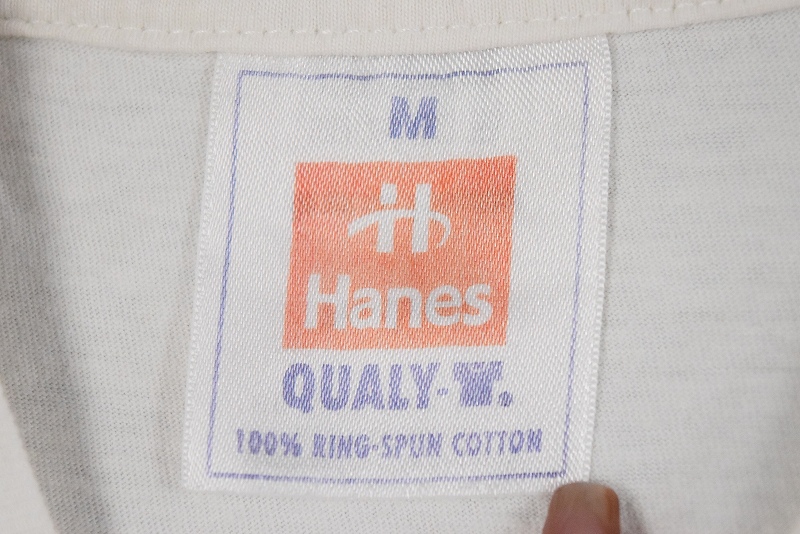 M
H
Hanes
QUALY-T.
100% RING-SPUN COTTON